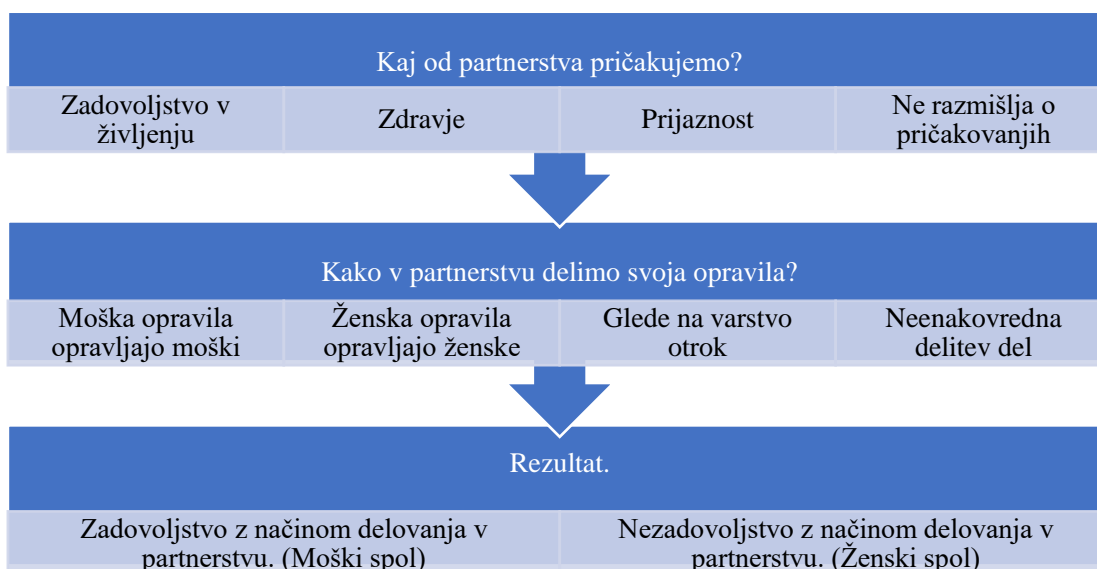 Kaj od partnerstva pričakujemo?
Zadovoljstvo v
življenju
Zdravje
Prijaznost
Ne razmišlja o
pričakovanjih
Kako v partnerstvu delimo svoja opravila?
Moška opravila
opravljajo moški
Ženska opravila
opravljajo ženske
Glede na varstvo
otrok
Neenakovredna
delitev del
Rezultat.
Zadovoljstvo z načinom delovanja v
partnerstvu. (Moški spol)
Nezadovoljstvo z načinom delovanja v
partnerstvu. (Ženski spol)